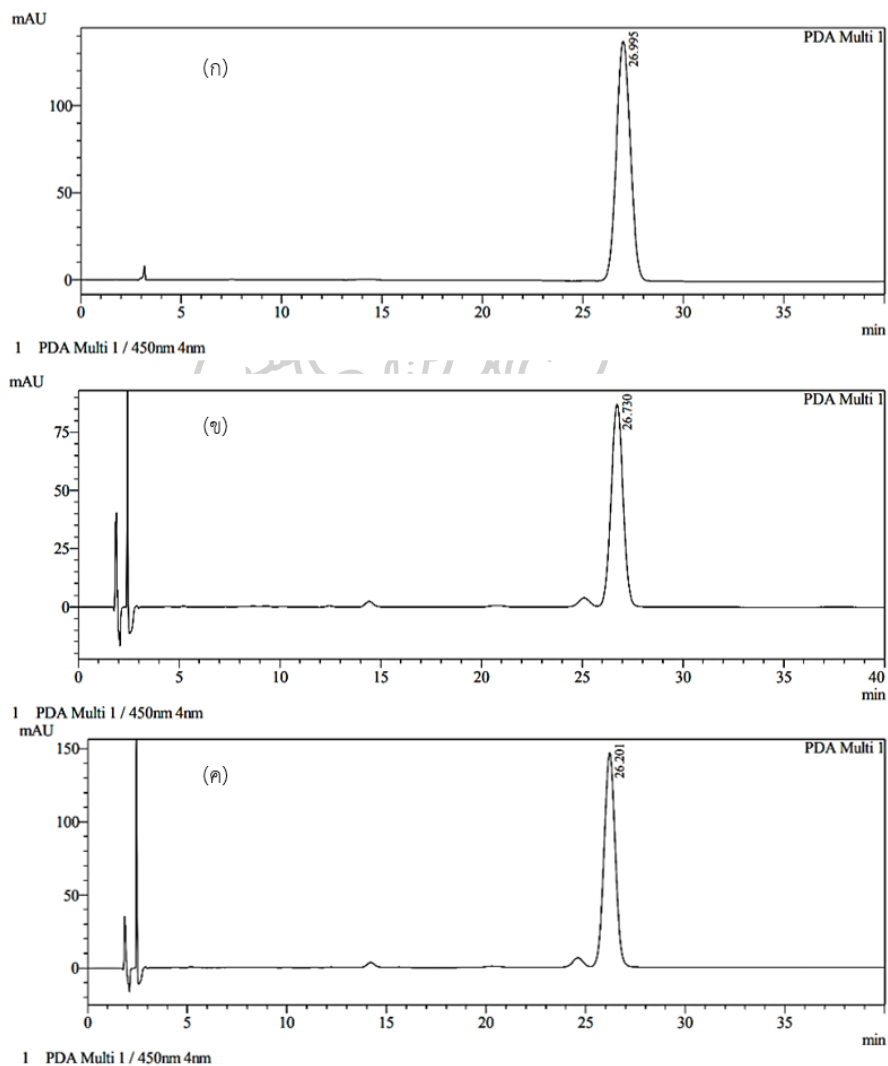 mAU
PDA Multi 1
(ก)
26.995
100
50
0
0 5 10 15 20 25 30 35
min
1 PDA Multi 1 / 450nm 4nm
mAU
PDA Multi 1
(ข)
26.730
75
50
25
0
0 5 10 15 20 25 30 35 40
min
1 PDA Multi 1 / 450nm 4nm
mAU
PDA Multi 1
(ค)
26.201
150
100
50
0
0 5 10 15 20 25 30 35
min
1 PDA Multi 1 / 450nm 4nm